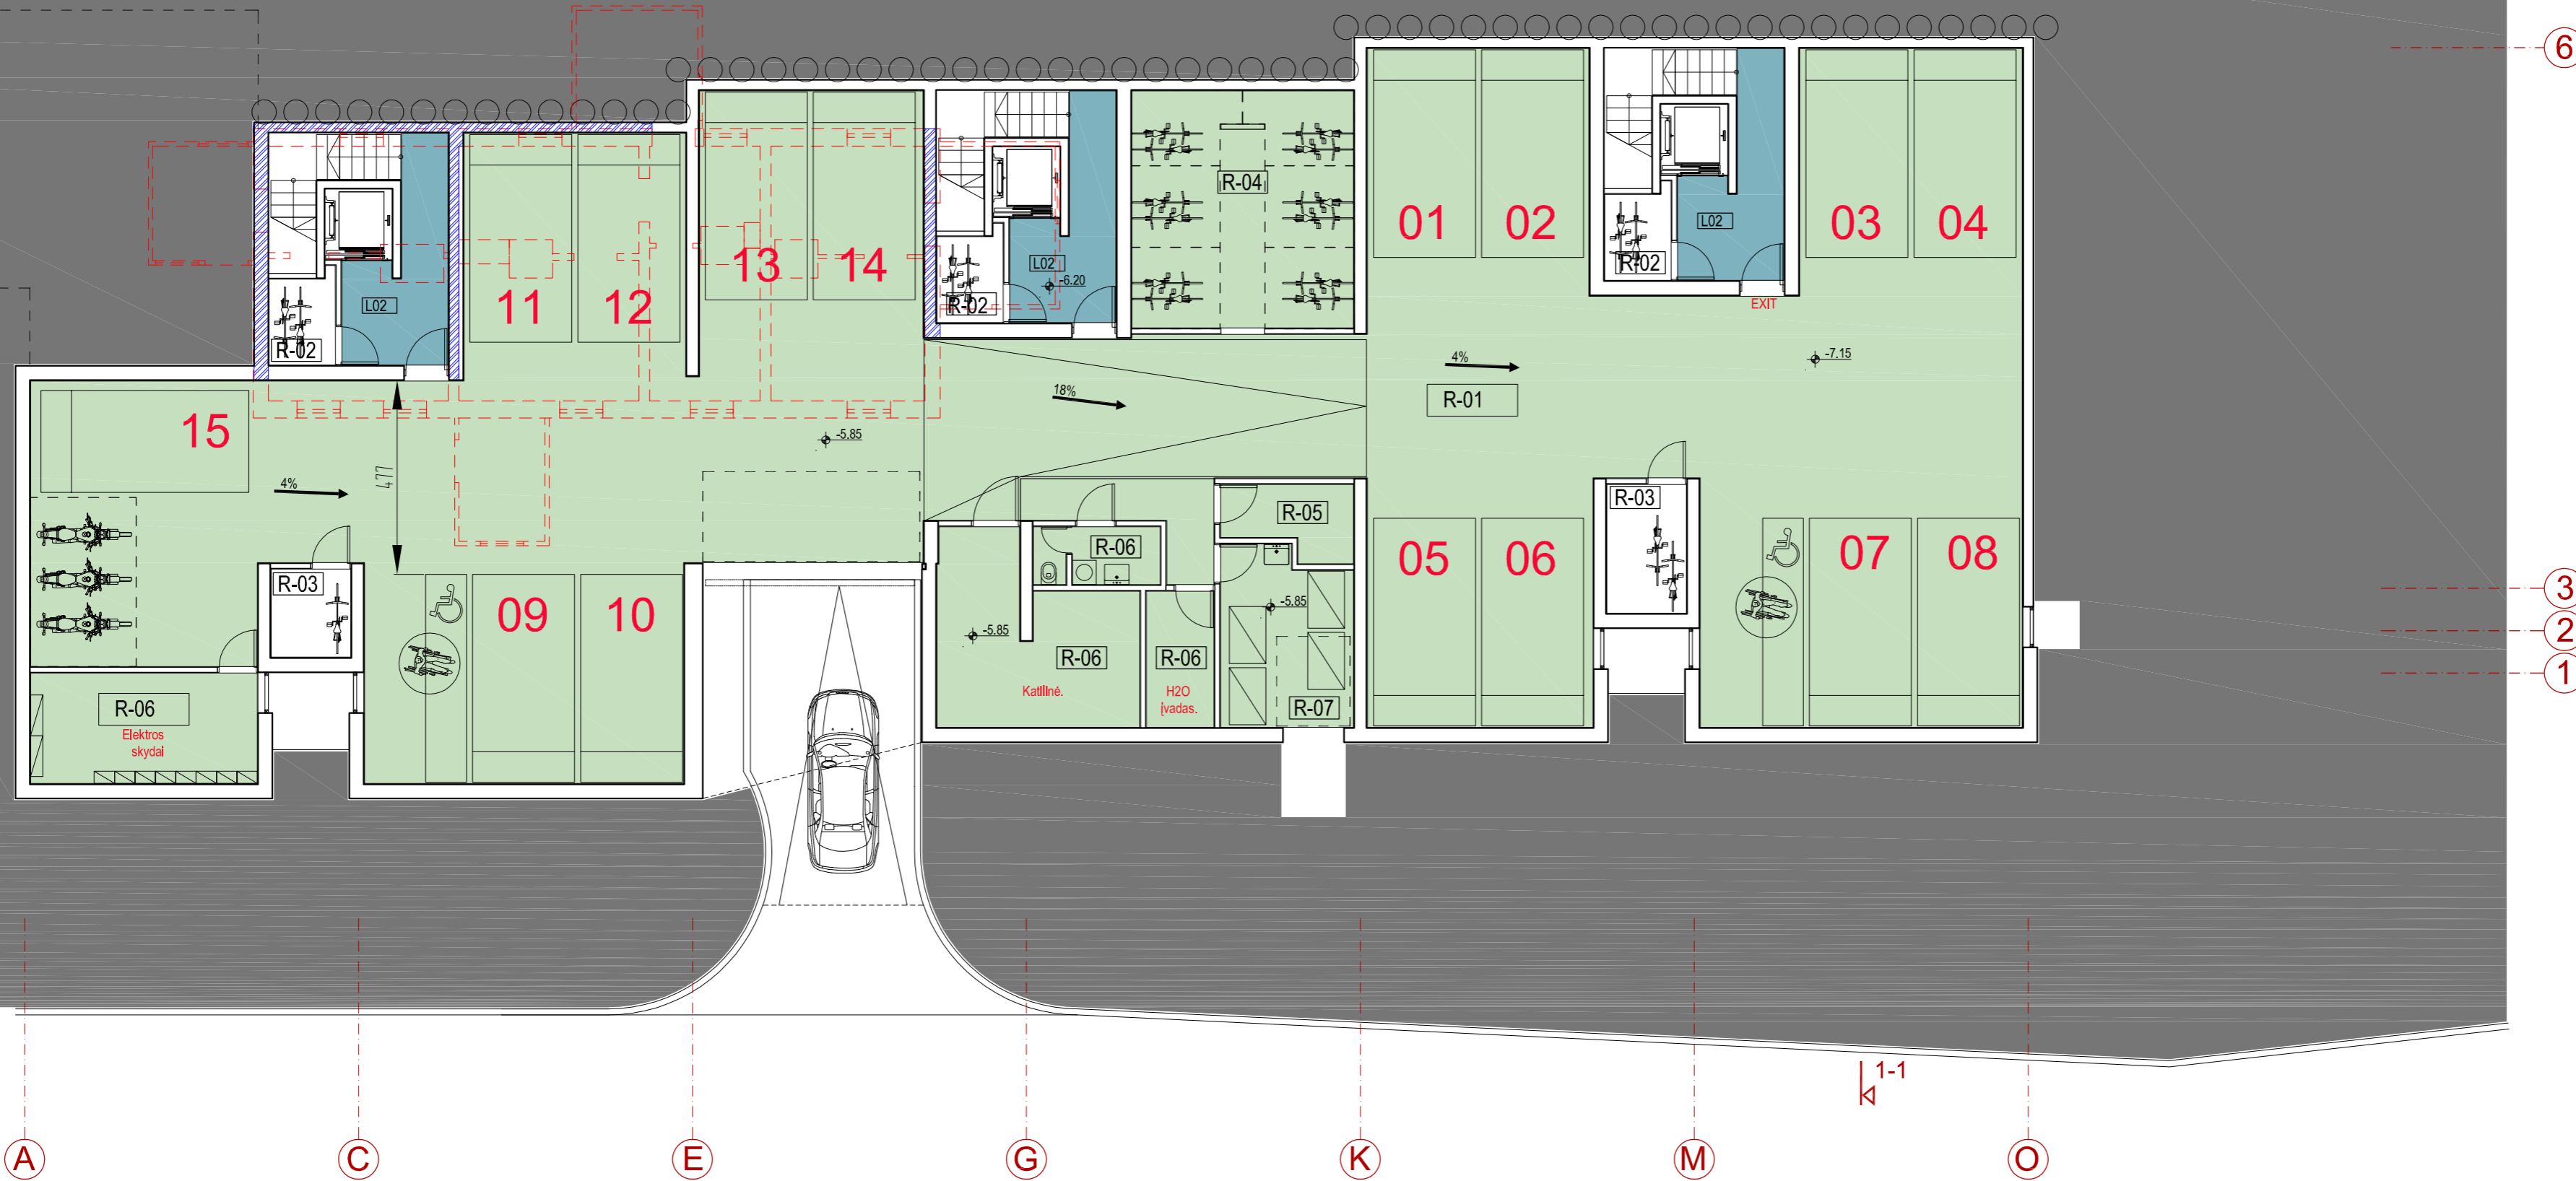 6
01
02
03
04
R-04
L02
R-02
EXIT
L02
-6.20
R-02
13
14
11
12
L02
R-02
4%
-7.15
R-01
18%
15
-5.85
477
4%
R-05
R-03
R-06
05
06
07
08
R-03
09
10
-5.85
-5.85
3
2
1
R-06
R-06
Katilinė.
H2O
įvadas.
R-07
R-06
Elektros
skydai
1-1
A
C
E
G
K
M
O